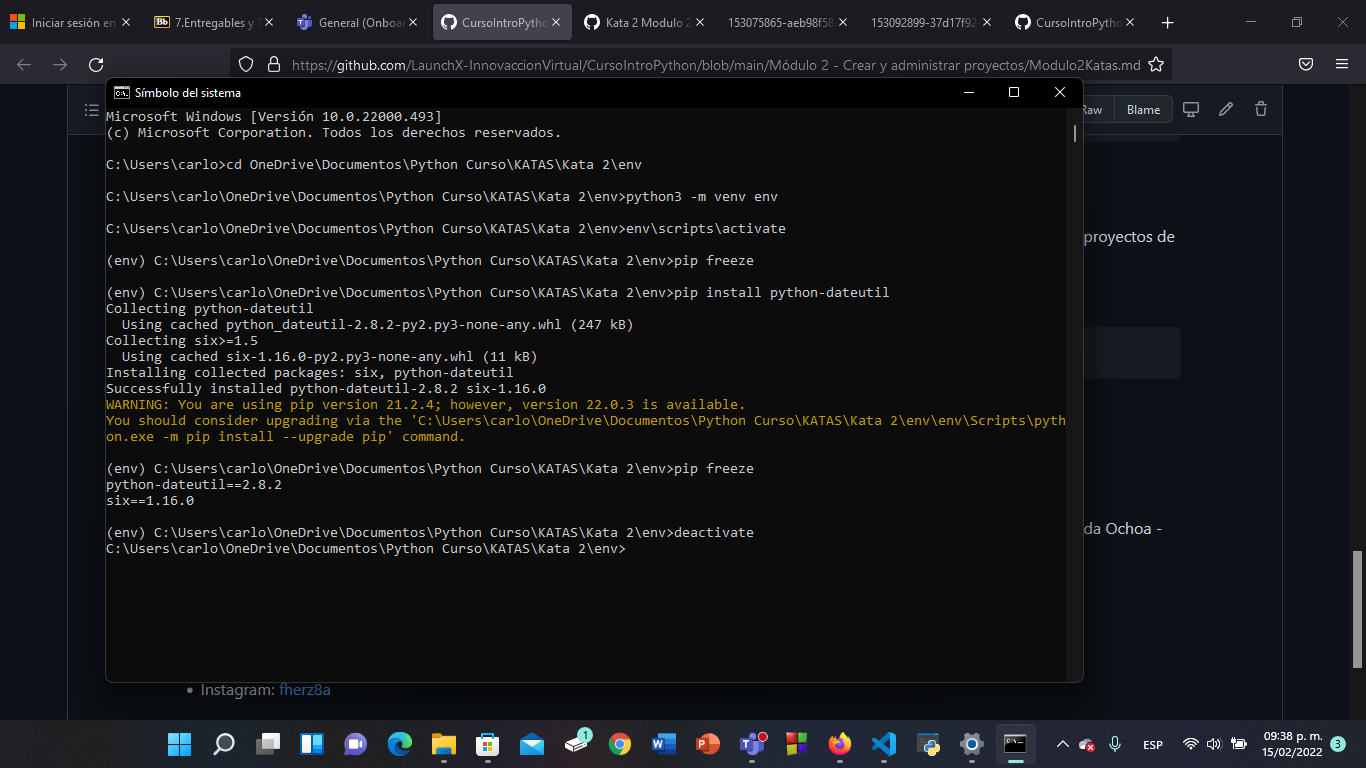 Iniciar sesión en
7.Entregables y T
General (Onboar
CursoIntroPytho
Kata 2 Modulo 2
153075865-aeb98f58
153092899-37d17f92
CursoIntroPytho
https://github.com/LaunchX-InnovaccionVirtual/CursoIntroPython/blob/main/Módulo 2 - Crear y administrar proyectos/Modulo2Katas.md
Raw
Blame
Símbolo del sistema
Microsoft Windows [Versión 10.0.22000.493]
(c) Microsoft Corporation. Todos los derechos reservados.
C:\Users\carlo>cd OneDrive\Documentos\Python Curso\KATAS\Kata 2\env
C:\Users\carlo\OneDrive\Documentos\Python Curso\KATAS\Kata 2\env>python3 -m venv env
C:\Users\carlo\OneDrive\Documentos\Python Curso\KATAS\Kata 2\env>env\scripts\activate
proyectos de
(env) C:\Users\carlo\OneDrive\Documentos\Python Curso\KATAS\Kata 2\env>pip freeze
(env) C:\Users\carlo\OneDrive\Documentos\Python Curso\KATAS\Kata 2\env>pip install python-dateutil
Collecting python-dateutil
Using cached python_dateutil-2.8.2-py2.py3-none-any.whl (247 kB)
Collecting six>=1.5
Using cached six-1.16.0-py2.py3-none-any.whl (11 kB)
Installing collected packages: six, python-dateutil
Successfully installed python-dateutil-2.8.2 six-1.16.0
WARNING: You are using pip version 21.2.4; however, version 22.0.3 is available.
You should consider upgrading via the 'C:\Users\carlo\OneDrive\Documentos\Python Curso\KATAS\Kata 2\env\env\Scripts\pyth
on.exe -m pip install --upgrade pip' command.
(env) C:\Users\carlo\OneDrive\Documentos\Python Curso\KATAS\Kata 2\env>pip freeze
python-dateutil==2.8.2
six==1.16.0
(env) C:\Users\carlo\OneDrive\Documentos\Python Curso\KATAS\Kata 2\env>deactivate
da Ochoa -
C:\Users\carlo\OneDrive\Documentos\Python Curso\KATAS\Kata 2\env>
Instagram: fherz8a
1
ESP
09:38 p. m.
15/02/2022
3